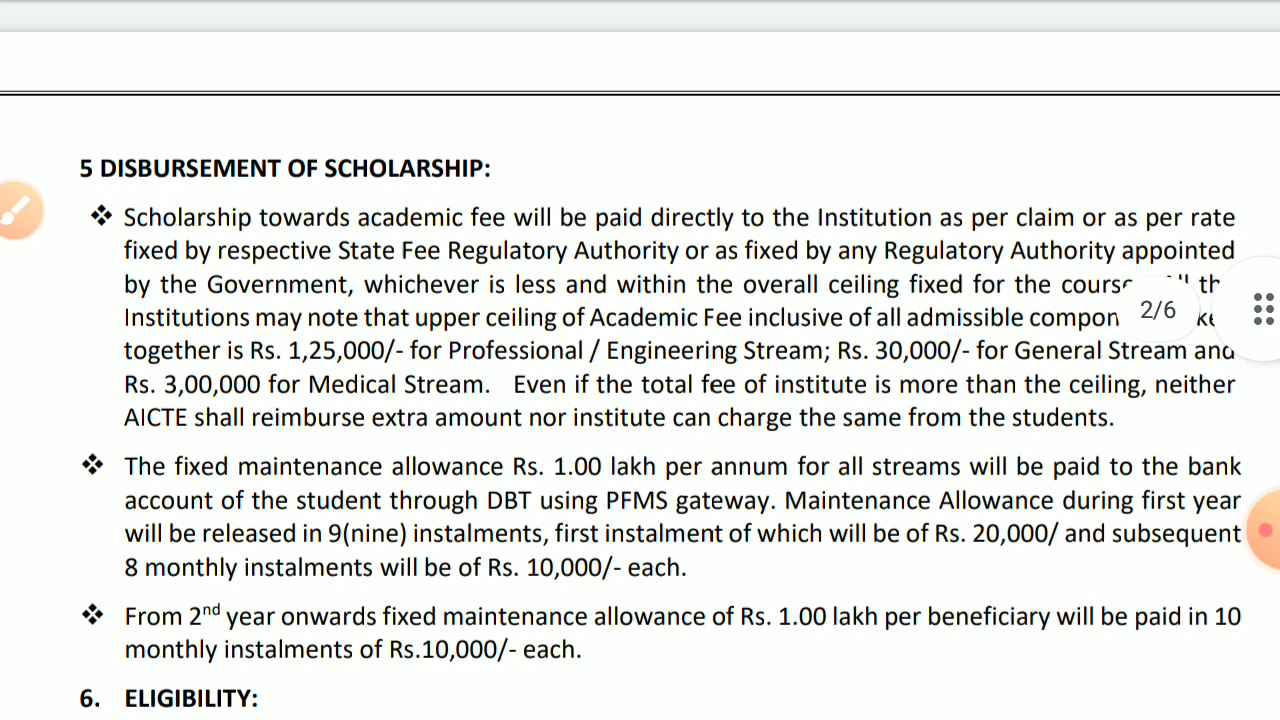 5 DISBURSEMENT OF SCHOLARSHIP:
❖ Scholarship towards academic fee will be paid directly to the Institution as per claim or as per rate
fixed by respective State Fee Regulatory Authority or as fixed by any Regulatory Authority appointed
by the Government, whichever is less and within the overall ceiling fixed for the
Institutions may note that upper ceiling of Academic Fee inclusive of all admissible
2/6
together is Rs. 1,25,000/- for Professional / Engineering Stream; Rs. 30,000/- for General Stream and
Rs. 3,00,000 for Medical Stream. Even if the total fee of institute is more than the ceiling, neither
AICTE shall reimburse extra amount nor institute can charge the same from the students.
❖ The fixed maintenance allowance Rs. 1.00 lakh per annum for all streams will be paid to the bank
account of the student through DBT using PFMS gateway. Maintenance Allowance during first year
will be released in 9(nine) instalments, first instalment of which will be of Rs. 20,000/ and subsequent
8 monthly instalments will be of Rs. 10,000/- each.
❖ From 2nd year onwards fixed maintenance allowance of Rs. 1.00 lakh per beneficiary will be paid in 10
monthly instalments of Rs.10,000/- each.
6. ELIGIBILITY: